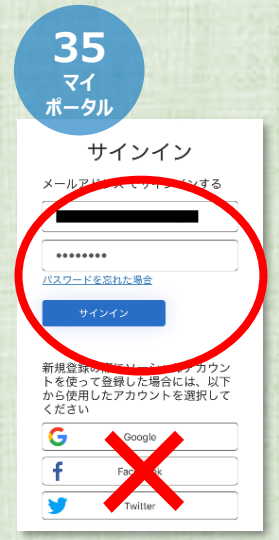 35
マイ
ポータル
サインイン
メールアドレス でサインインする
••••••••
パスワードを忘れた場合
サインイン
新規登録の際にソーシャルアカウン
トを使って登録した場合には、以下
から使用したアカウントを選択して
ください
Google
Facebook
Twitter